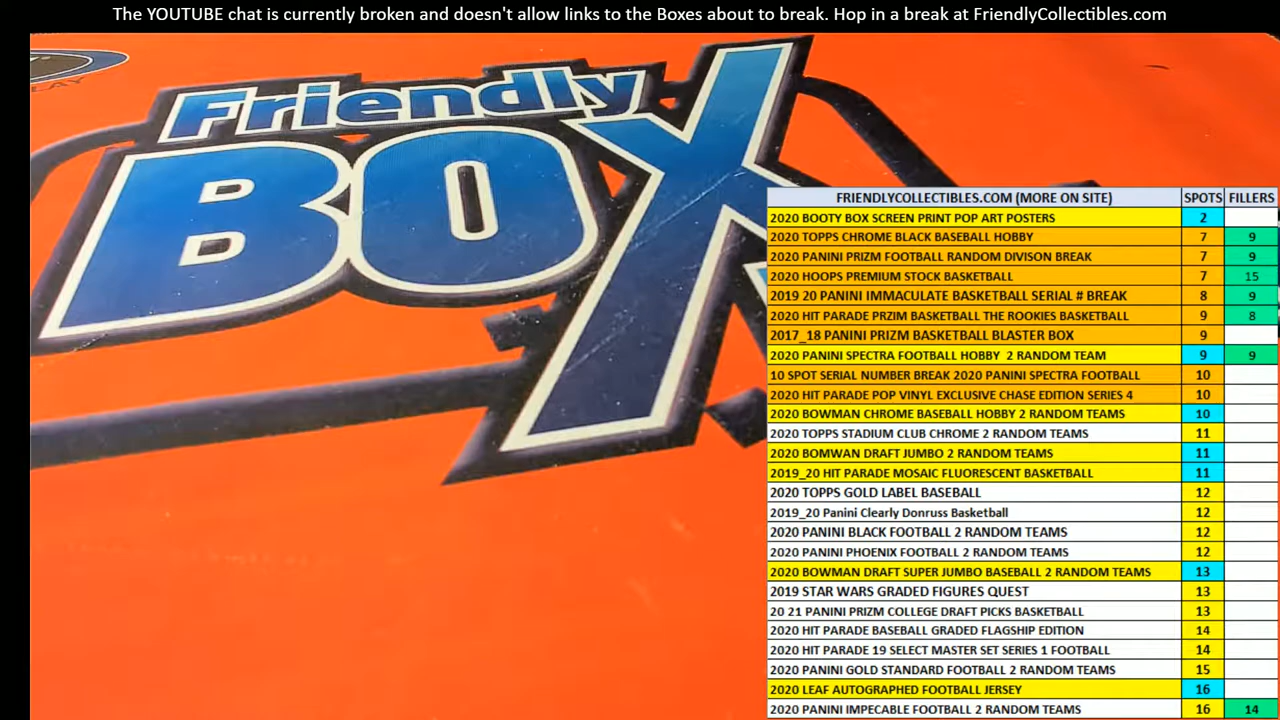 The YOUTUBE chat is currently broken and doesn't allow links to the Boxes about to break. Hop in a break at FriendlyCollectibles.com
Friendly
BOX
FRIENDLYCOLLECTIBLES.COM (MORE ON SITE) SPOTS FILLERS
2020 BOOTY BOX SCREEN PRINT POP ART POSTERS 2
2020 TOPPS CHROME BLACK BASEBALL HOBBY 7 9
2020 PANINI PRIZM FOOTBALL RANDOM DIVISON BREAK 7 9
2020 HOOPS PREMIUM STOCK BASKETBALL 7 15
2019 20 PANINI IMMACULATE BASKETBALL SERIAL # BREAK 8 9
2020 HIT PARADE PRZIM BASKETBALL THE ROOKIES BASKETBALL 9 8
2017_18 PANINI PRIZM BASKETBALL BLASTER BOX 9
2020 PANINI SPECTRA FOOTBALL HOBBY 2 RANDOM TEAM 9 9
10 SPOT SERIAL NUMBER BREAK 2020 PANINI SPECTRA FOOTBALL 10
2020 HIT PARADE POP VINYL EXCLUSIVE CHASE EDITION SERIES 4 10
2020 BOWMAN CHROME BASEBALL HOBBY 2 RANDOM TEAMS 10
2020 TOPPS STADIUM CLUB CHROME 2 RANDOM TEAMS 11
2020 BOMWAN DRAFT JUMBO 2 RANDOM TEAMS 11
2019_20 HIT PARADE MOSAIC FLUORESCENT BASKETBALL 11
2020 TOPPS GOLD LABEL BASEBALL 12
2019_20 Panini Clearly Donruss Basketball 12
2020 PANINI BLACK FOOTBALL 2 RANDOM TEAMS 12
2020 PANINI PHOENIX FOOTBALL 2 RANDOM TEAMS 12
2020 BOWMAN DRAFT SUPER JUMBO BASEBALL 2 RANDOM TEAMS 13
2019 STAR WARS GRADED FIGURES QUEST 13
20 21 PANINI PRIZM COLLEGE DRAFT PICKS BASKETBALL 13
2020 HIT PARADE BASEBALL GRADED FLAGSHIP EDITION 14
2020 HIT PARADE 19 SELECT MASTER SET SERIES 1 FOOTBALL 14
2020 PANINI GOLD STANDARD FOOTBALL 2 RANDOM TEAMS 15
2020 LEAF AUTOGRAPHED FOOTBALL JERSEY 16
2020 PANINI IMPECABLE FOOTBALL 2 RANDOM TEAMS 16 14